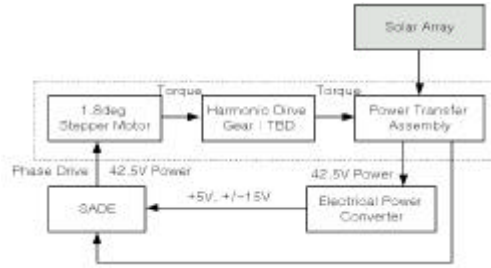 Solar Array
Torque
Torque
1.8deg
Stepper Motor
Harmonic Dirve
Gear : TBD
Power Transfer
Assembly
Phase Drive
42.5V Power
42.5V Power
SADE
+5V, +/-15V
Electrical Power
Converter